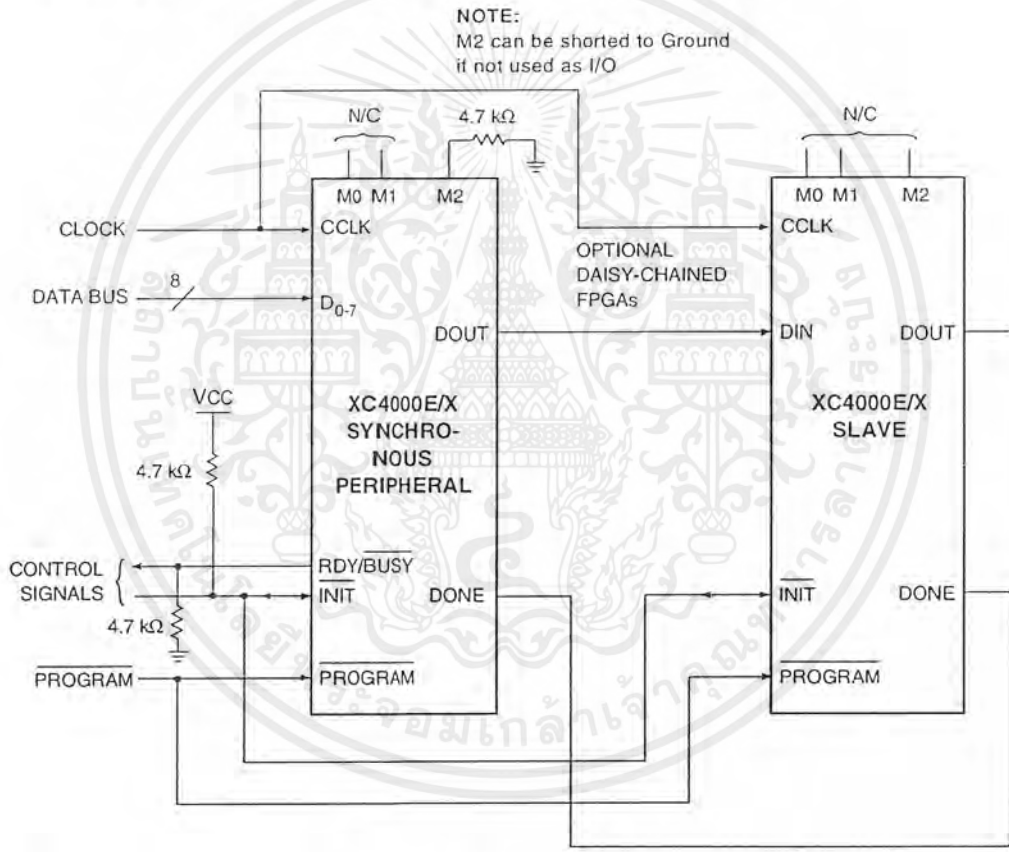 NOTE:
M2 can be shorted to Ground
if not used as I/O
N/C
4.7 kΩ
N/C
M0 M1 M2
M0 M1 M2
CLOCK
CCLK
CCLK
OPTIONAL
DAISY-CHAINED
FPGAs
DATA BUS
8
D0-7
DOUT
DIN
DOUT
VCC
4.7 kΩ
XC4000E/X
SYNCHRO-
NOUS
PERIPHERAL
XC4000E/X
SLAVE
CONTROL
SIGNALS
RDY/BUSY
INIT
DONE
INIT
DONE
4.7 kΩ
PROGRAM
PROGRAM
PROGRAM